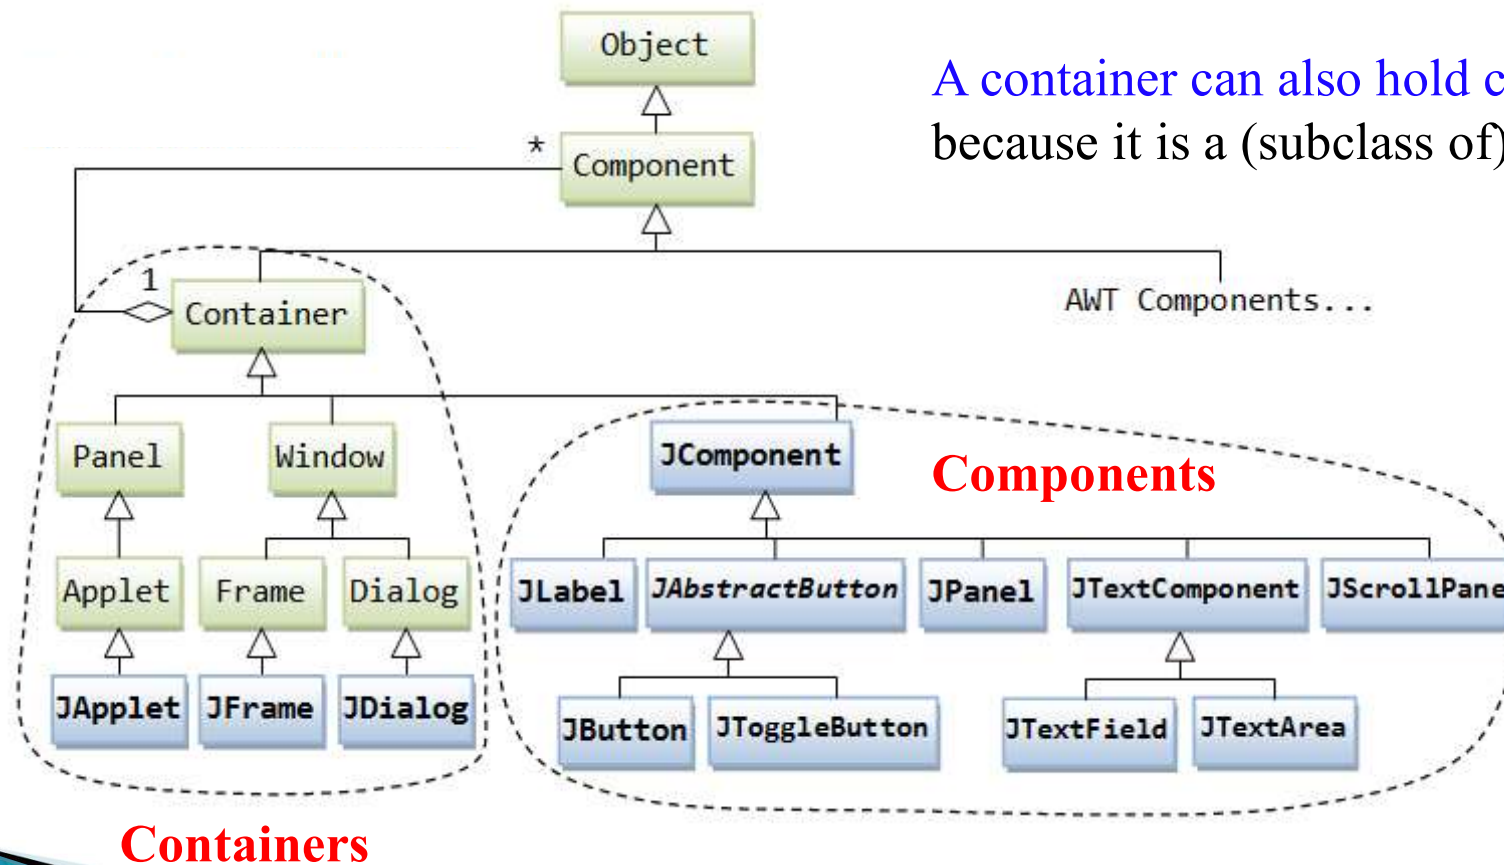 Object
A container can also hold c
because it is a (subclass of)
*
Component
1
Container
AWT Components...
Panel
Window
JComponent
Components
Applet
Frame
Dialog
JLabel
JAbstractButton
JPanel
JTextComponent
JScrollPane
JApplet
JFrame
JDialog
JButton
JToggleButton
JTextField
JTextArea
Containers